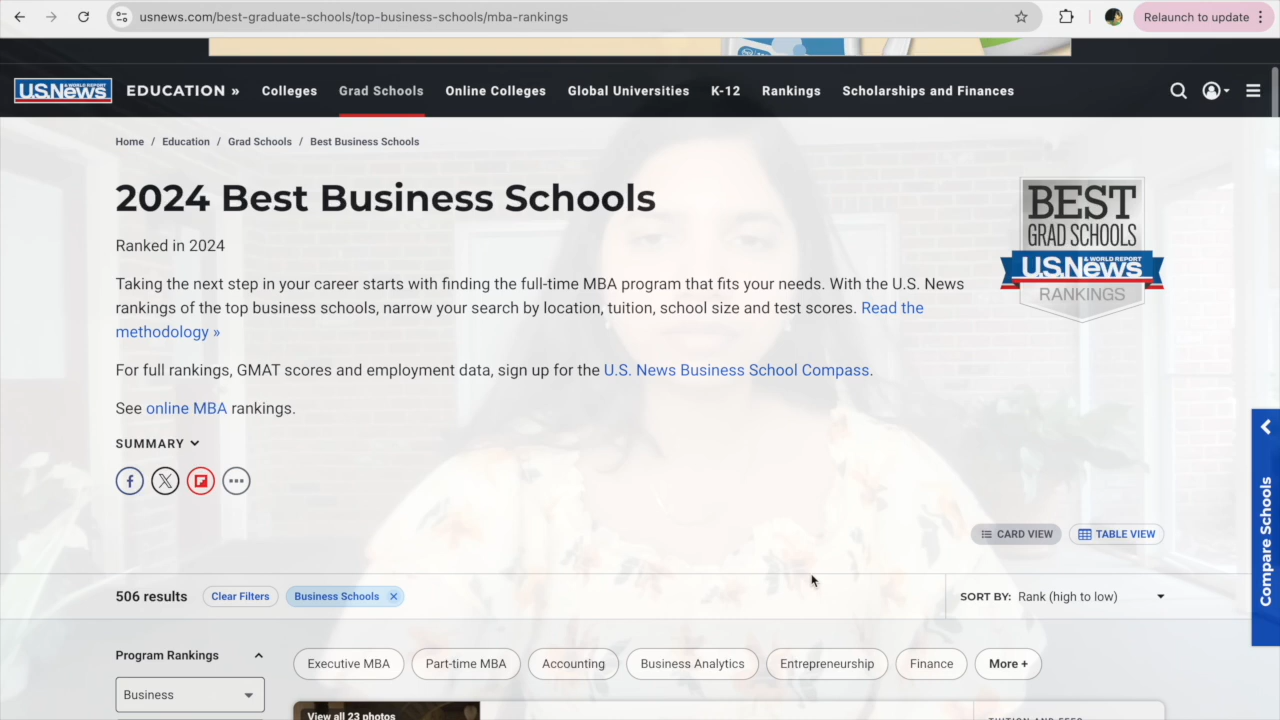 usnews.com/best-graduate-schools/top-business-schools/mba-rankings
Relaunch to update
U.S.News
& WORLD REPORT
EDUCATION »
Colleges
Grad Schools
Online Colleges
Global Universities
K-12
Rankings
Scholarships and Finances
Home / Education / Grad Schools / Best Business Schools
2024 Best Business Schools
Ranked in 2024
Taking the next step in your career starts with finding the full-time MBA program that fits your needs. With the U.S. News
rankings of the top business schools, narrow your search by location, tuition, school size and test scores. Read the
methodology »
For full rankings, GMAT scores and employment data, sign up for the U.S. News Business School Compass.
See online MBA rankings.
SUMMARY
BEST
GRAD SCHOOLS
U.S.News
& WORLD REPORT
RANKINGS
Compare Schools
CARD VIEW
TABLE VIEW
506 results
Clear Filters
Business Schools ×
SORT BY: Rank (high to low)
Program Rankings
Executive MBA
Part-time MBA
Accounting
Business Analytics
Entrepreneurship
Finance
More +
Business
View all 23 photos
TUITION AND FEES